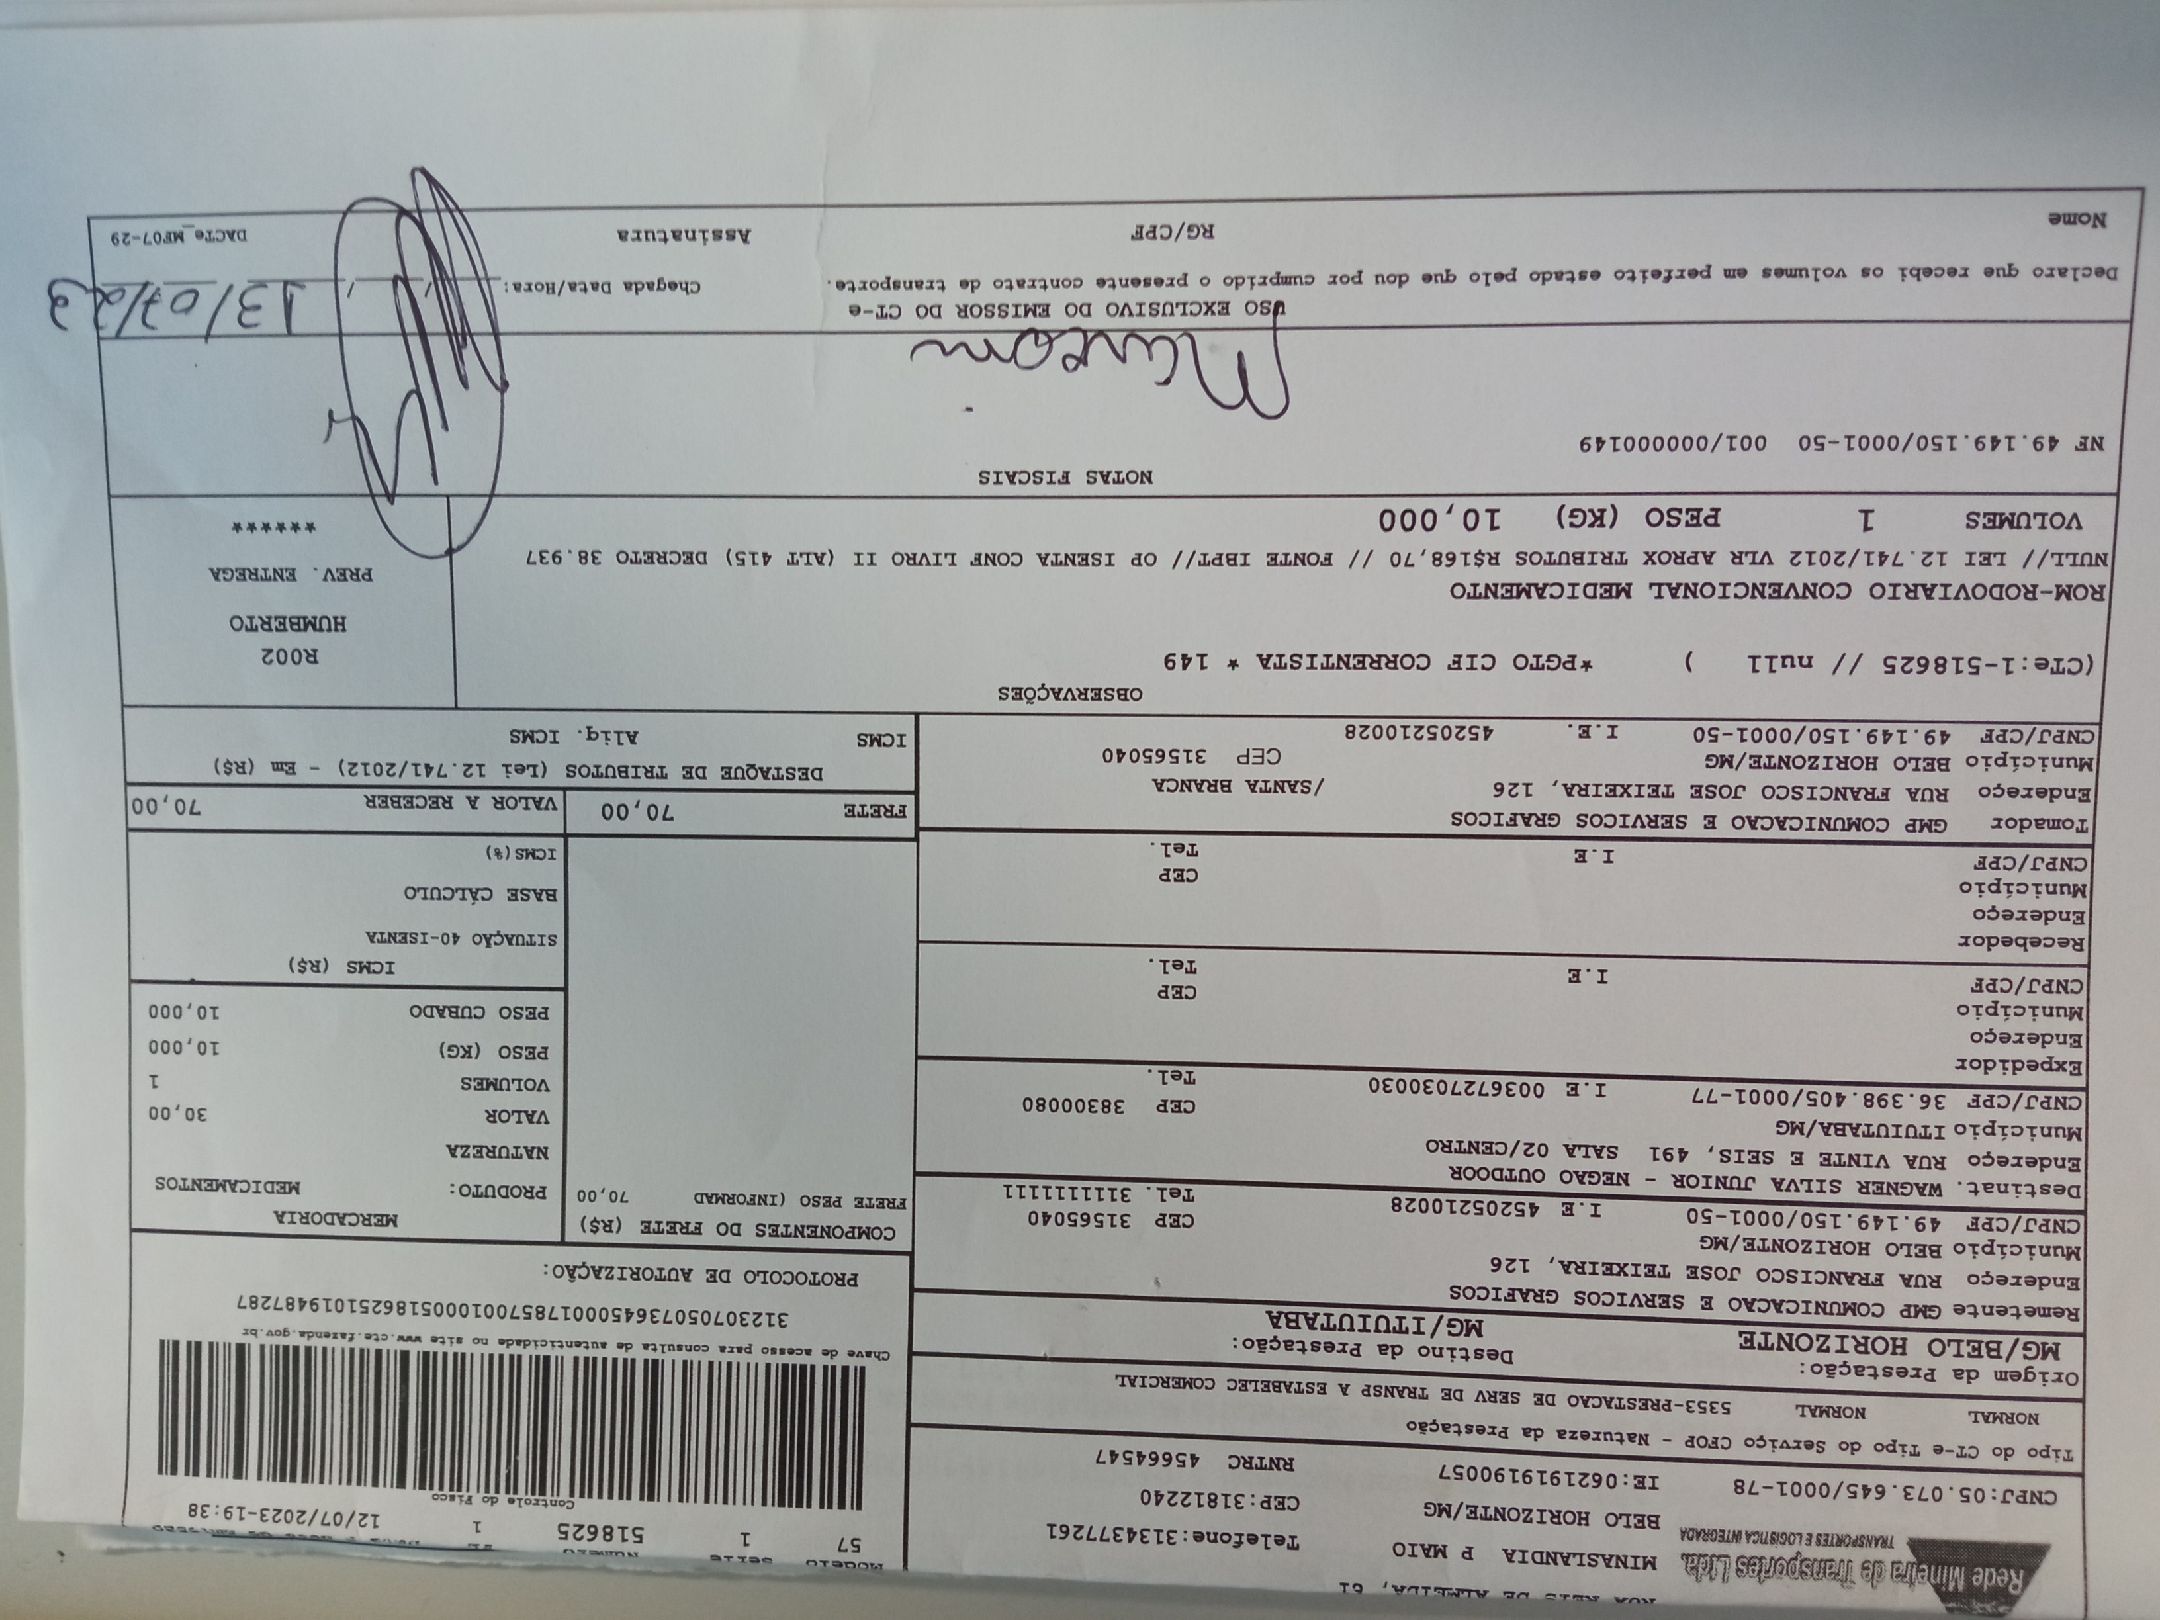 RUA REIS DE ALMEIDA, 61
Rede Mineira de Transportes Ltda.
TRANSPORTES E LOGISTICA INTEGRADA
MINASLANDIA P MAIO Telefone:3134377261
BELO HORIZONTE/MG CEP:31812240
CNPJ:05.073.645/0001-78 IE:06219190057 RNTRC 45664547
Modelo Serie Número FL
57 1 518625 1 12/07/2023-19:38
Controle do Fisco
Tipo do CT-e Tipo do Serviço CFOP - Natureza da Prestação
NORMAL NORMAL 5353-PRESTACAO DE SERV DE TRANSP A ESTABELEC COMERCIAL
Origem da Prestação: Destino da Prestação:
MG/BELO HORIZONTE MG/ITUIUTABA
Chave de acesso para consulta de autenticidade no site www.cte.fazenda.gov.br
31230705073645000178570010005186251019487287
PROTOCOLO DE AUTORIZAÇÃO:
Remetente GMP COMUNICACAO E SERVICOS GRAFICOS
Endereço RUA FRANCISCO JOSE TEIXEIRA, 126
Município BELO HORIZONTE/MG CEP 31565040
CNPJ/CPF 49.149.150/0001-50 I.E 45205210028 Tel. 3111111111
Destinat. WAGNER SILVA JUNIOR - NEGAO OUTDOOR
Endereço RUA VINTE E SEIS, 491 SALA 02/CENTRO
Município ITUIUTABA/MG CEP 38300080
CNPJ/CPF 36.398.405/0001-77 I.E 003672703030 Tel.
Expedidor
Endereço
Município CEP
CNPJ/CPF I.E Tel.
Recebedor
Endereço
Município CEP
CNPJ/CPF I.E Tel.
Tomador GMP COMUNICACAO E SERVICOS GRAFICOS
Endereço RUA FRANCISCO JOSE TEIXEIRA, 126 /SANTA BRANCA
Município BELO HORIZONTE/MG CEP 31565040
CNPJ/CPF 49.149.150/0001-50 I.E. 45205210028
COMPONENTES DO FRETE (R$)
FRETE PESO (INFORMAD 70,00
MERCADORIA
PRODUTO: MEDICAMENTOS
NATUREZA
VALOR 30,00
VOLUMES 1
PESO (KG) 10,000
PESO CUBADO 10,000
ICMS (R$)
SITUAÇÃO 40-ISENTA
BASE CÁLCULO
ICMS(%)
FRETE 70,00 VALOR A RECEBER 70,00
DESTAQUE DE TRIBUTOS (Lei 12.741/2012) - Em (R$)
ICMS Aliq. ICMS
OBSERVAÇÕES
(CTe:1-518625 // null ) *PGTO CIF CORRENTISTA * 149
ROM-RODOVIARIO CONVENCIONAL MEDICAMENTO
NULL// LEI 12.741/2012 VLR APROX TRIBUTOS R$168,70 // FONTE IBPT// OP ISENTA CONF LIVRO II (ALT 415) DECRETO 38.937
VOLUMES 1 PESO (KG) 10,000
R002
HUMBERTO
PREV. ENTREGA
******
NOTAS FISCAIS
NF 49.149.150/0001-50 001/000000149
USO EXCLUSIVO DO EMISSOR DO CT-e
Declaro que recebi os volumes em perfeito estado pelo que dou por cumprido o presente contrato de transporte. Chegada Data/Hora: / / 13/07/23
Nome RG/CPF Assinatura DACTe_MF07-29